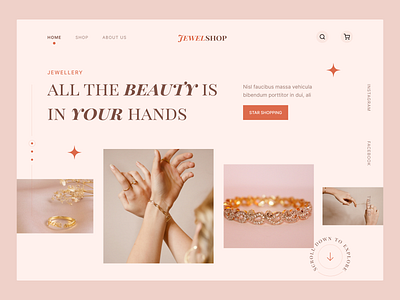 HOME SHOP ABOUT US JEWELSHOP
JEWELLERY
ALL THE BEAUTY IS
IN YOUR HANDS
Nisl faucibus massa vehicula
bibendum porttitor in dui, all
STAR SHOPPING
INSTAGRAM
FACEBOOK
SCROLL DOWN TO EXPLORE